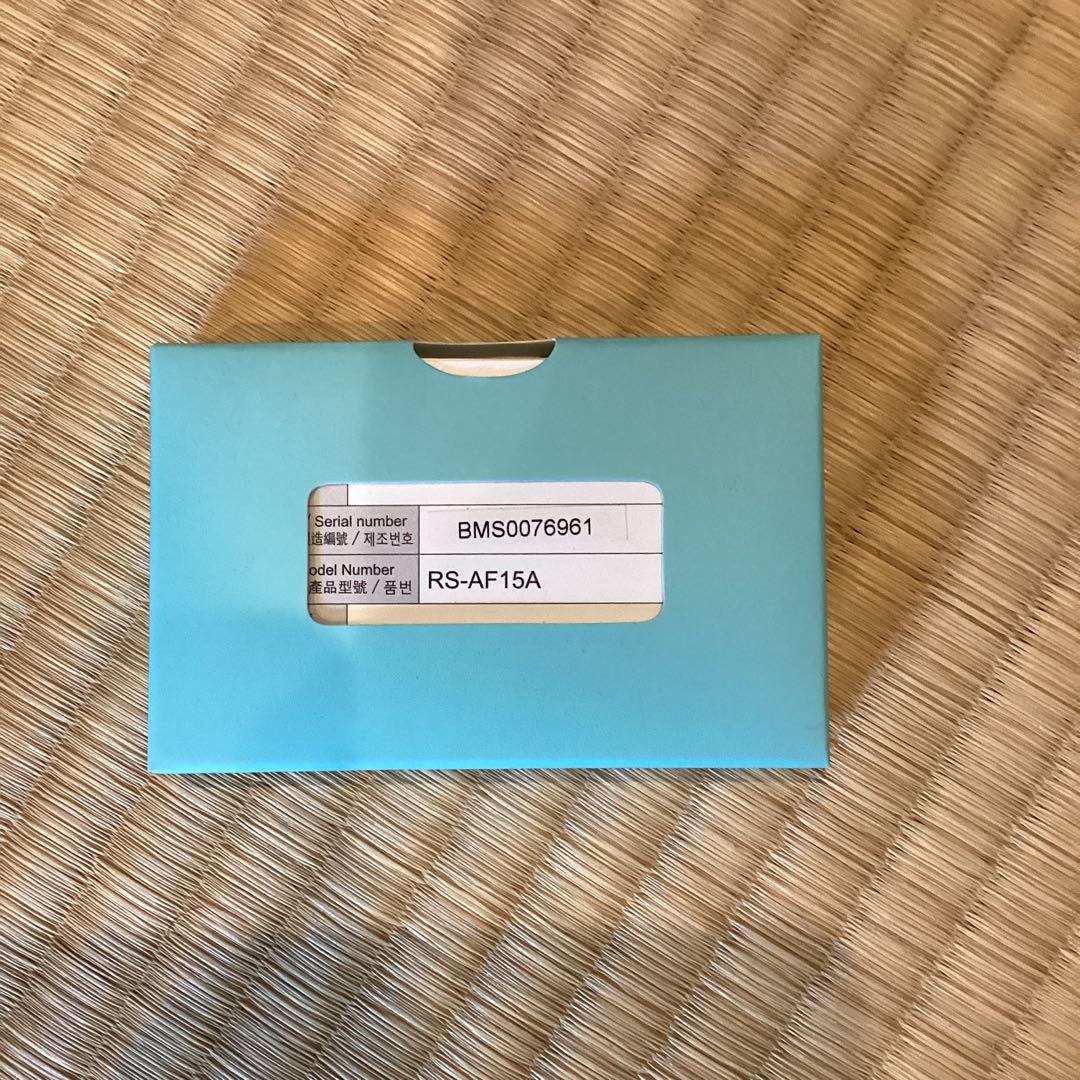 / Serial number
造編號 / 제조번호
BMS0076961
odel Number
產品型號 / 품번
RS-AF15A